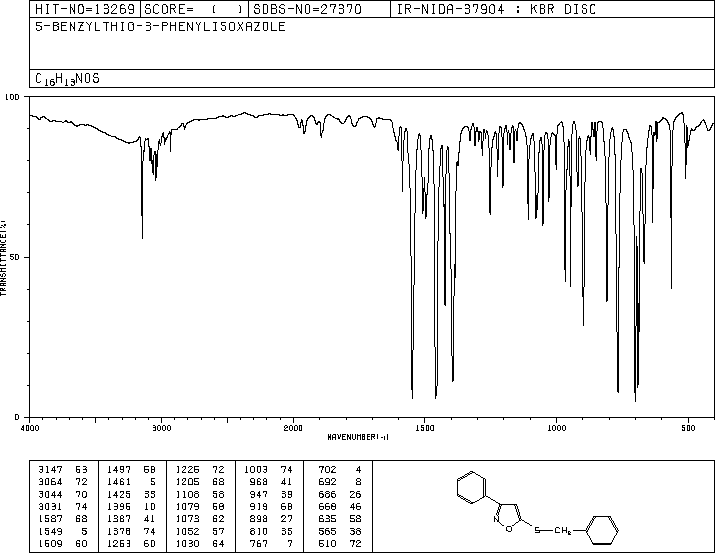 HIT-NO=13269 SCORE= ( ) SDBS-NO=27370 IR-NIDA-37904 : KBR DISC
5-BENZYLTHIO-3-PHENYLISOXAZOLE
C16H13NOS
100
50
0
TRANSMITTANCE(%)
4000 3000 2000 1500 1000 500
WAVENUMBER(-1)
3147 53 1497 58 1226 72 1003 74 702 4
3064 72 1461 5 1205 68 968 41 692 8
3044 70 1425 35 1108 58 947 39 686 26
3031 74 1396 10 1079 60 919 68 668 46
1587 68 1387 41 1073 62 898 27 635 58
1549 5 1378 74 1052 57 810 35 565 38
1509 60 1253 60 1030 64 767 7 510 72
N O S CH2